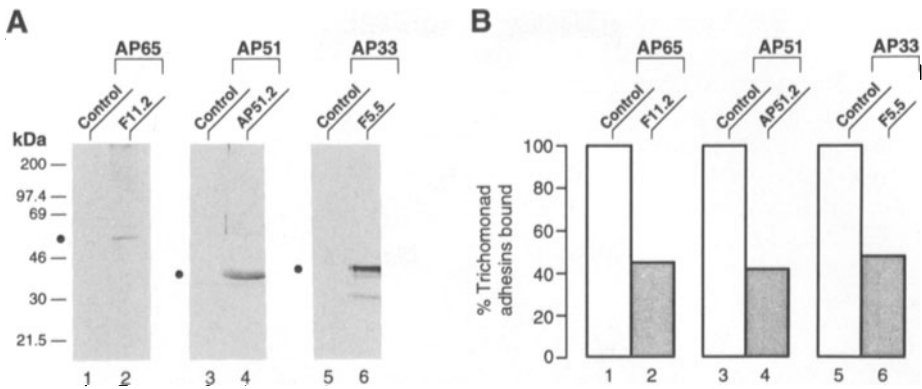 A
AP65
AP51
AP33
Control
F11.2
Control
AP51.2
Control
F5.5
kDa
200
97.4
69
46
30
21.5
1 2 3 4 5 6
B
AP65
AP51
AP33
Control
F11.2
Control
AP51.2
Control
F5.5
% Trichomonad
adhesins bound
100
80
60
40
20
0
1 2 3 4 5 6